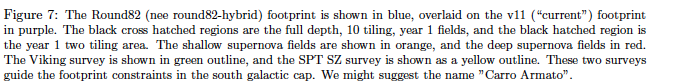 Figure 7: The Round82 (nee round82-hybrid) footprint is shown in blue, overlaid on the v11 (“current”) footprint
in purple. The black cross hatched regions are the full depth, 10 tiling, year 1 fields, and the black hatched region is
the year 1 two tiling area. The shallow supernova fields are shown in orange, and the deep supernova fields in red.
The Viking survey is shown in green outline, and the SPT SZ survey is shown as a yellow outline. These two surveys
guide the footprint constraints in the south galactic cap. We might suggest the name ”Carro Armato”.